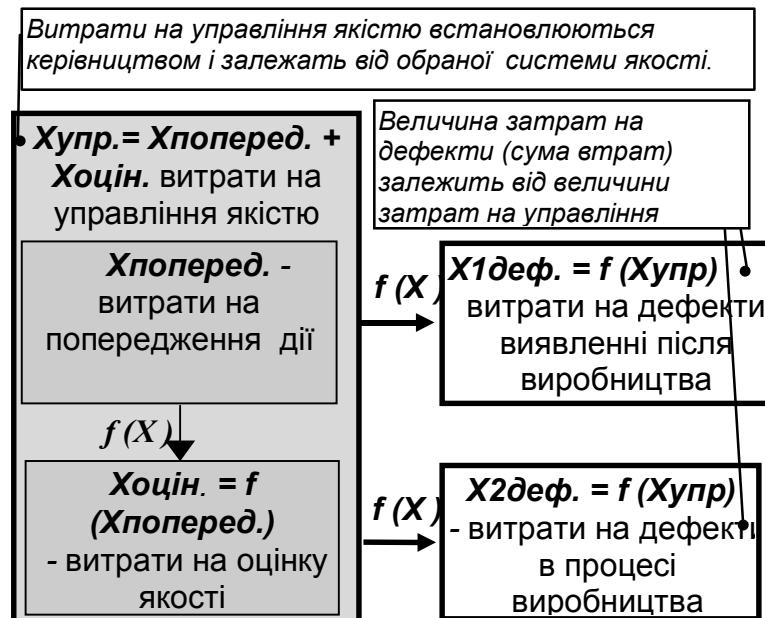 Витрати на управління якістю встановлюються
керівництвом і залежать від обраної системи якості.
Хупр.= Хпоперед. +
Хоцін. витрати на
управління якістю
Величина затрат на
дефекти (сума втрат)
залежить від величини
затрат на управління
Хпоперед. -
витрати на
попередження дії
f (X )
Х1деф. = f (Хупр)
витрати на дефекти
виявленні після
виробництва
f (X )
Хоцін. = f
(Хпоперед.)
- витрати на оцінку
якості
f (X )
Х2деф. = f (Хупр)
- витрати на дефекти
в процесі
виробництва